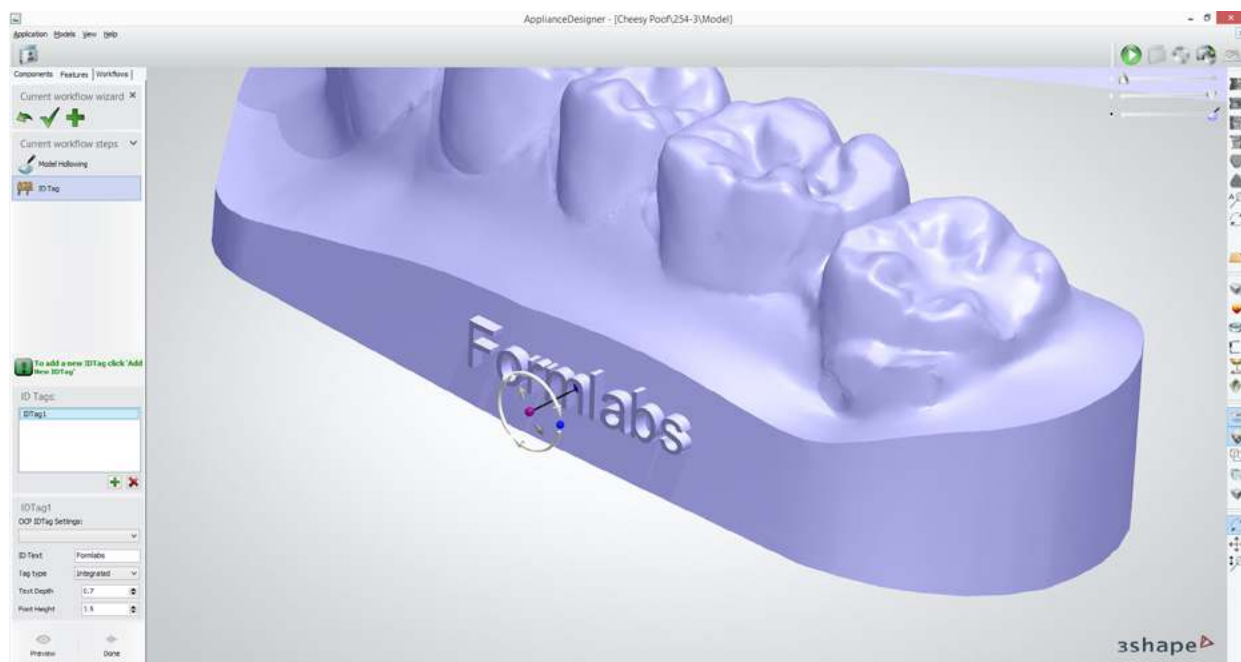 ApplianceDesigner - [Cheesy Poof\254-3\Model]
Application Models View Help
Components Features Workflows
Current workflow wizard
Current workflow steps
Model Hollowing
ID Tag
To add a new IDTag click 'Add
New IDTag'
ID Tags:
IDTag1
IDTag1
OCP IDTag Settings:
ID Text Formlabs
Tag type Integrated
Text Depth 0.7
Font Height 3.5
Preview Done
Formlabs
3shape